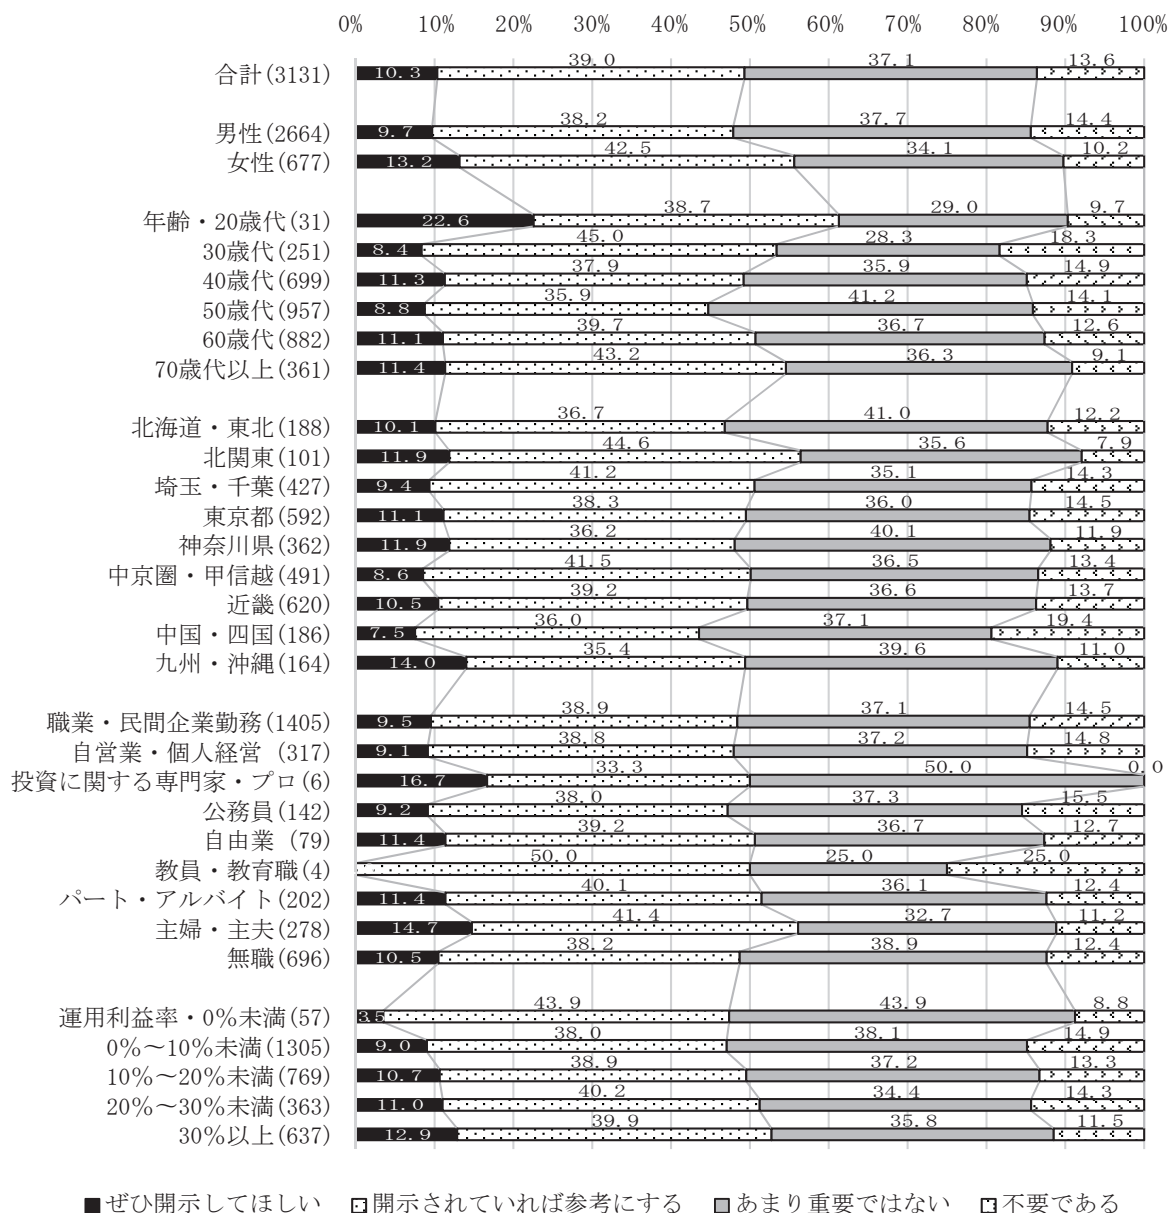 0% 10% 20% 30% 40% 50% 60% 70% 80% 90% 100%
合計(3131) 10.3 39.0 37.1 13.6
男性(2664) 9.7 38.2 37.7 14.4
女性(677) 13.2 42.5 34.1 10.2
年齢・20歳代(31) 22.6 38.7 29.0 9.7
30歳代(251) 8.4 45.0 28.3 18.3
40歳代(699) 11.3 37.9 35.9 14.9
50歳代(957) 8.8 35.9 41.2 14.1
60歳代(882) 11.1 39.7 36.7 12.6
70歳代以上(361) 11.4 43.2 36.3 9.1
北海道・東北(188) 10.1 36.7 41.0 12.2
北関東(101) 11.9 44.6 35.6 7.9
埼玉・千葉(427) 9.4 41.2 35.1 14.3
東京都(592) 11.1 38.3 36.0 14.5
神奈川県(362) 11.9 36.2 40.1 11.9
中京圏・甲信越(491) 8.6 41.5 36.5 13.4
近畿(620) 10.5 39.2 36.6 13.7
中国・四国(186) 7.5 36.0 37.1 19.4
九州・沖縄(164) 14.0 35.4 39.6 11.0
職業・民間企業勤務(1405) 9.5 38.9 37.1 14.5
自営業・個人経営 (317) 9.1 38.8 37.2 14.8
投資に関する専門家・プロ(6) 16.7 33.3 50.0 0.0
公務員(142) 9.2 38.0 37.3 15.5
自由業 (79) 11.4 39.2 36.7 12.7
教員・教育職(4) 50.0 25.0 25.0
パート・アルバイト(202) 11.4 40.1 36.1 12.4
主婦・主夫(278) 14.7 41.4 32.7 11.2
無職(696) 10.5 38.2 38.9 12.4
運用利益率・0%未満(57) 3.5 43.9 43.9 8.8
0%～10%未満(1305) 9.0 38.0 38.1 14.9
10%～20%未満(769) 10.7 38.9 37.2 13.3
20%～30%未満(363) 11.0 40.2 34.4 14.3
30%以上(637) 12.9 39.9 35.8 11.5
ぜひ開示してほしい 開示されていれば参考にする あまり重要ではない 不要である